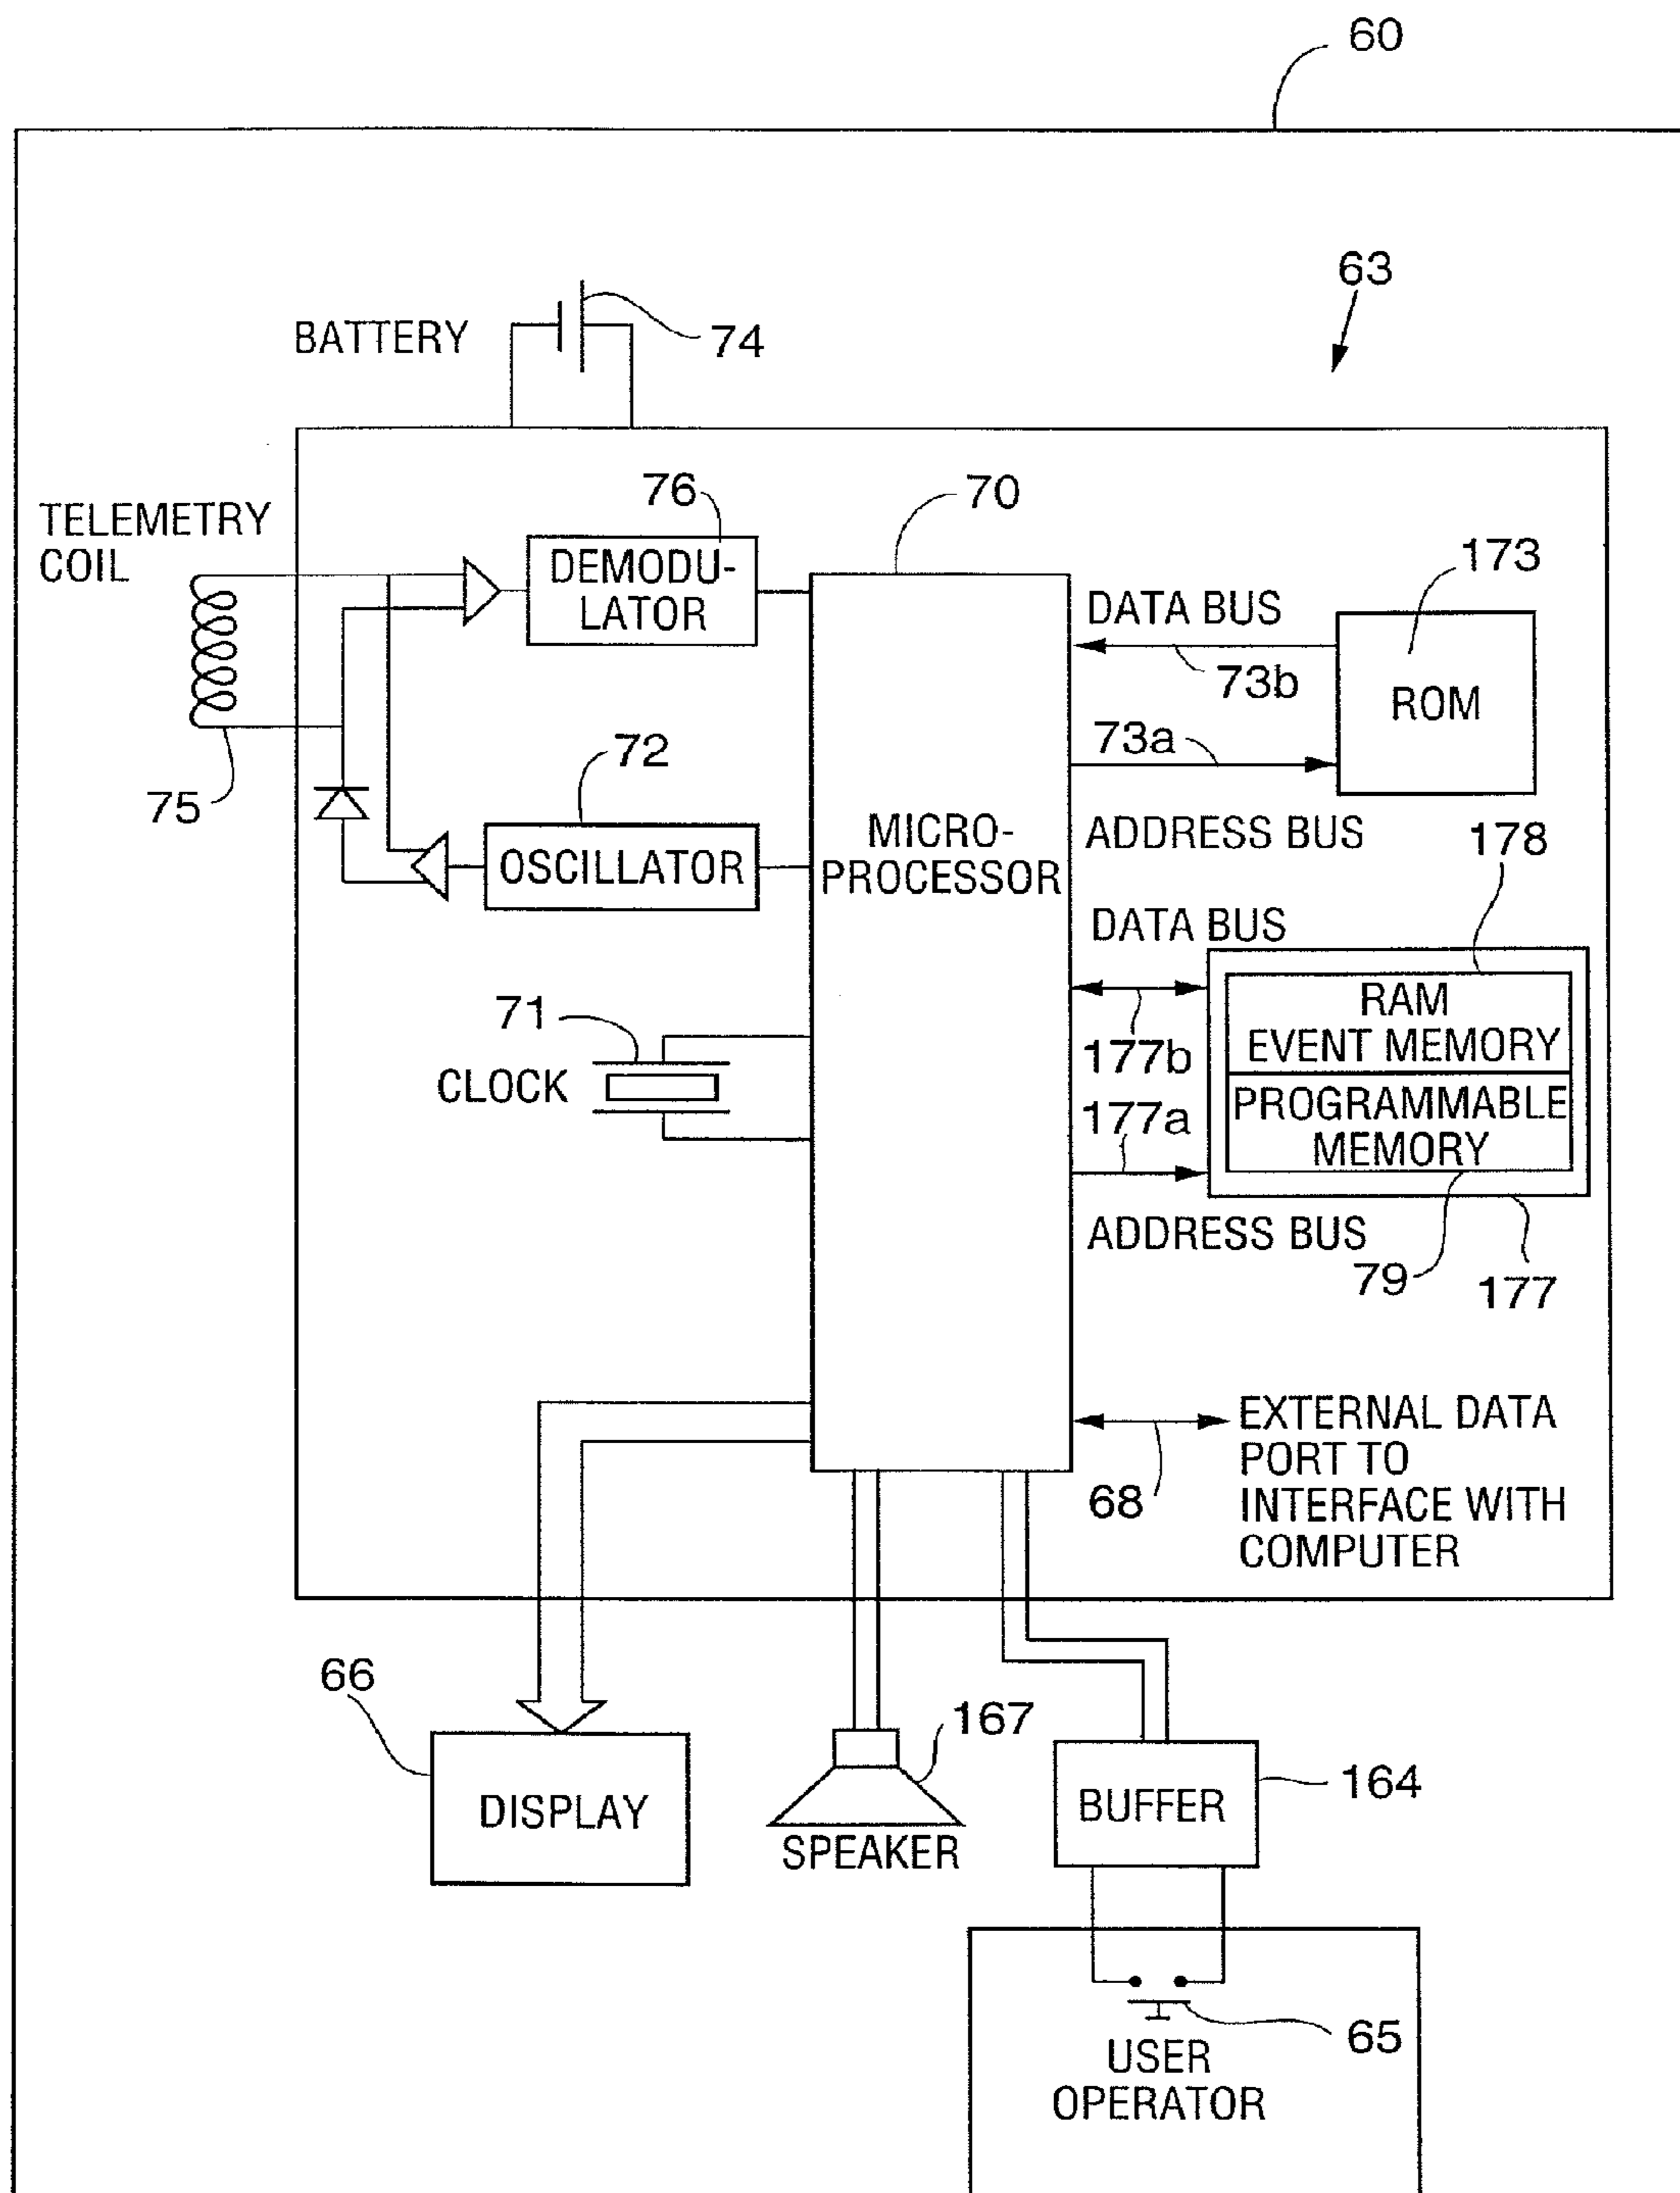 60
63
BATTERY
74
TELEMETRY
COIL
76
70
173
DEMODU-
LATOR
DATA BUS
73b
ROM
73a
72
75
MICRO-
PROCESSOR
ADDRESS BUS
178
OSCILLATOR
DATA BUS
71
CLOCK
RAM
EVENT MEMORY
177b
PROGRAMMABLE
MEMORY
177a
ADDRESS BUS
79
177
EXTERNAL DATA
PORT TO
INTERFACE WITH
COMPUTER
68
66
167
164
DISPLAY
BUFFER
SPEAKER
65
USER
OPERATOR